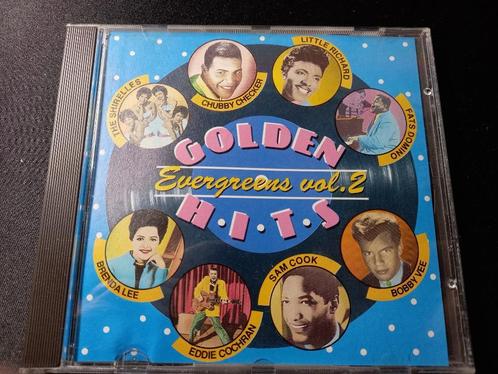 LITTLE RICHARD
CHUBBY CHECKER
THE SHIRELLES
FATS DOMINO
GOLDEN
Evergreens vol.2
H·I·T·S
BRENDA LEE
EDDIE COCHRAN
SAM COOK
BOBBY VEE